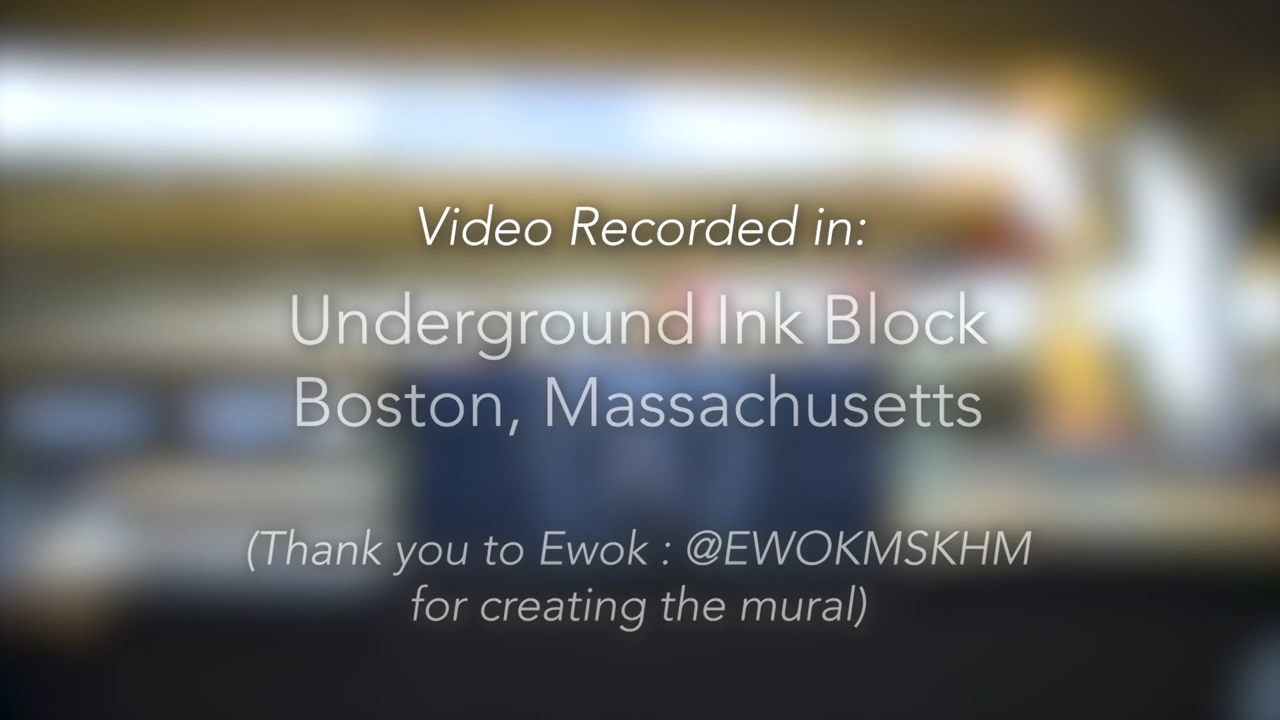 Video Recorded in:
Underground Ink Block
Boston, Massachusetts
(Thank you to Ewok : @EWOKMSKHM
for creating the mural)